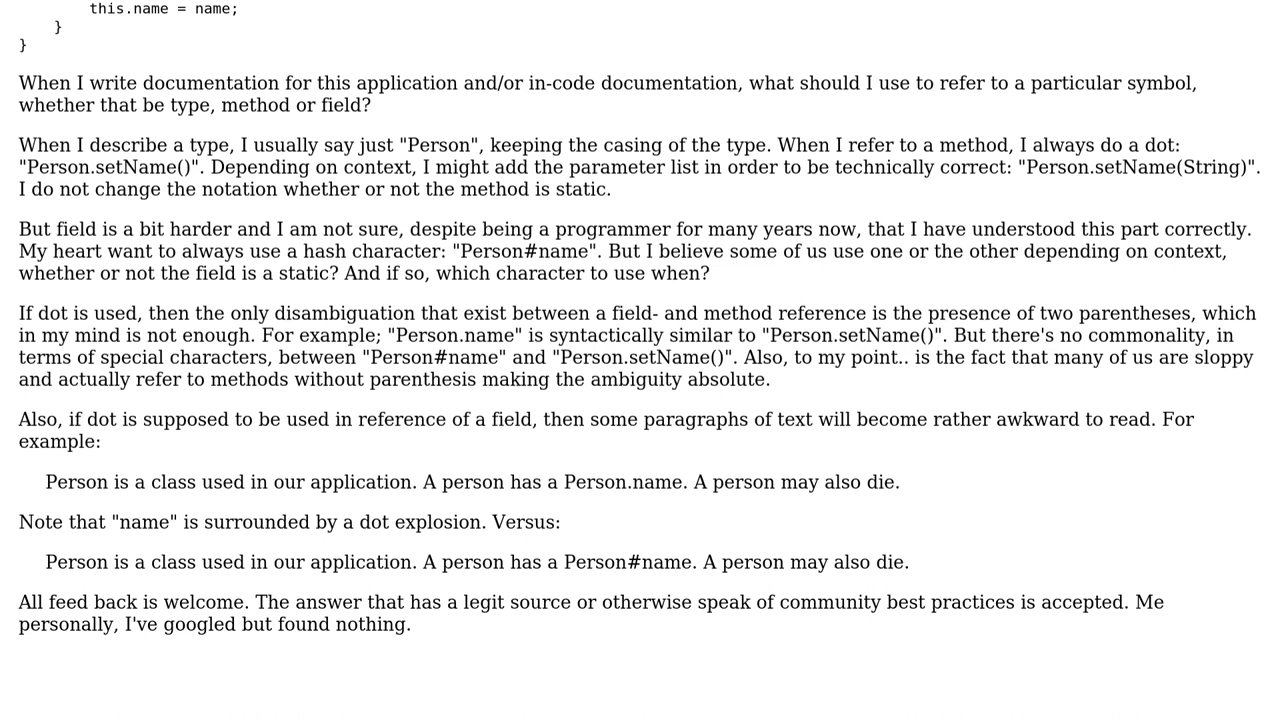 this.name = name;
}
}
When I write documentation for this application and/or in-code documentation, what should I use to refer to a particular symbol,
whether that be type, method or field?
When I describe a type, I usually say just "Person", keeping the casing of the type. When I refer to a method, I always do a dot:
"Person.setName()". Depending on context, I might add the parameter list in order to be technically correct: "Person.setName(String)".
I do not change the notation whether or not the method is static.
But field is a bit harder and I am not sure, despite being a programmer for many years now, that I have understood this part correctly.
My heart want to always use a hash character: "Person#name". But I believe some of us use one or the other depending on context,
whether or not the field is a static? And if so, which character to use when?
If dot is used, then the only disambiguation that exist between a field- and method reference is the presence of two parentheses, which
in my mind is not enough. For example; "Person.name" is syntactically similar to "Person.setName()". But there's no commonality, in
terms of special characters, between "Person#name" and "Person.setName()". Also, to my point.. is the fact that many of us are sloppy
and actually refer to methods without parenthesis making the ambiguity absolute.
Also, if dot is supposed to be used in reference of a field, then some paragraphs of text will become rather awkward to read. For
example:
Person is a class used in our application. A person has a Person.name. A person may also die.
Note that "name" is surrounded by a dot explosion. Versus:
Person is a class used in our application. A person has a Person#name. A person may also die.
All feed back is welcome. The answer that has a legit source or otherwise speak of community best practices is accepted. Me
personally, I've googled but found nothing.